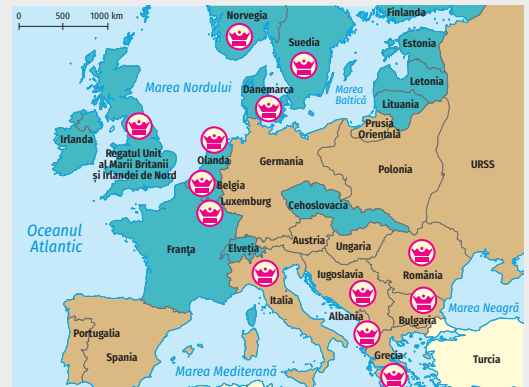 0 500 1000 km
Norvegia
Finlanda
Suedia
Estonia
Marea Nordului
Letonia
Danemarca
Marea
Baltică
Lituania
Prusia
Orientală
Irlanda
Regatul Unit
al Marii Britanii
și Irlandei de Nord
Olanda
Germania
Polonia
URSS
Belgia
Luxemburg
Cehoslovacia
Oceanul
Atlantic
Franța
Elveția
Austria
Ungaria
România
Iugoslavia
Italia
Marea Neagră
Albania
Bulgaria
Portugalia
Spania
Grecia
Turcia
Marea Mediterană